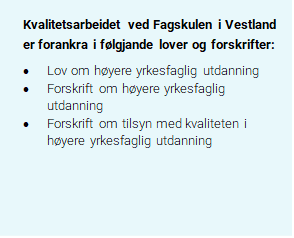 Kvalitetsarbeidet ved Fagskulen i Vestland
er forankra i følgjande lover og forskrifter:
• Lov om høyere yrkesfaglig utdanning
• Forskrift om høyere yrkesfaglig
utdanning
• Forskrift om tilsyn med kvaliteten i
høyere yrkesfaglig utdanning